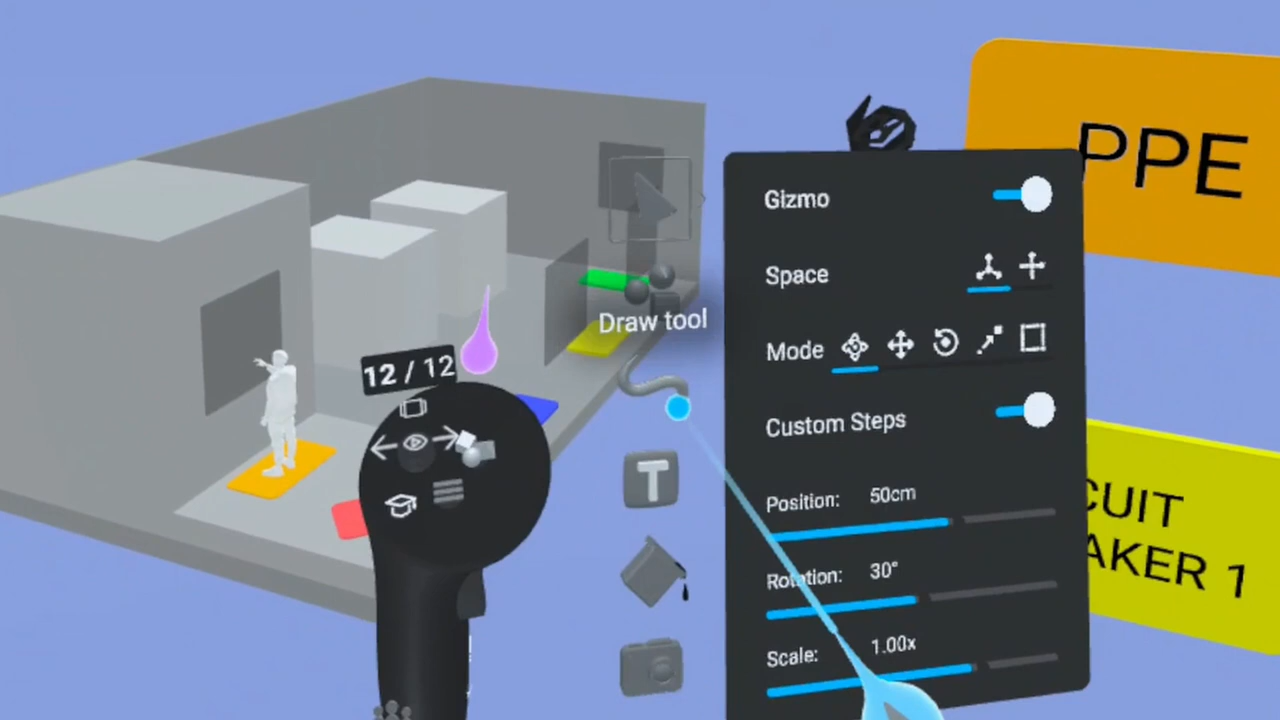 PPE
Gizmo
Space
Draw tool
Mode
12 / 12
Custom Steps
Position: 50cm
CUIT
AKER 1
T
Rotation: 30°
Scale: 1.00x